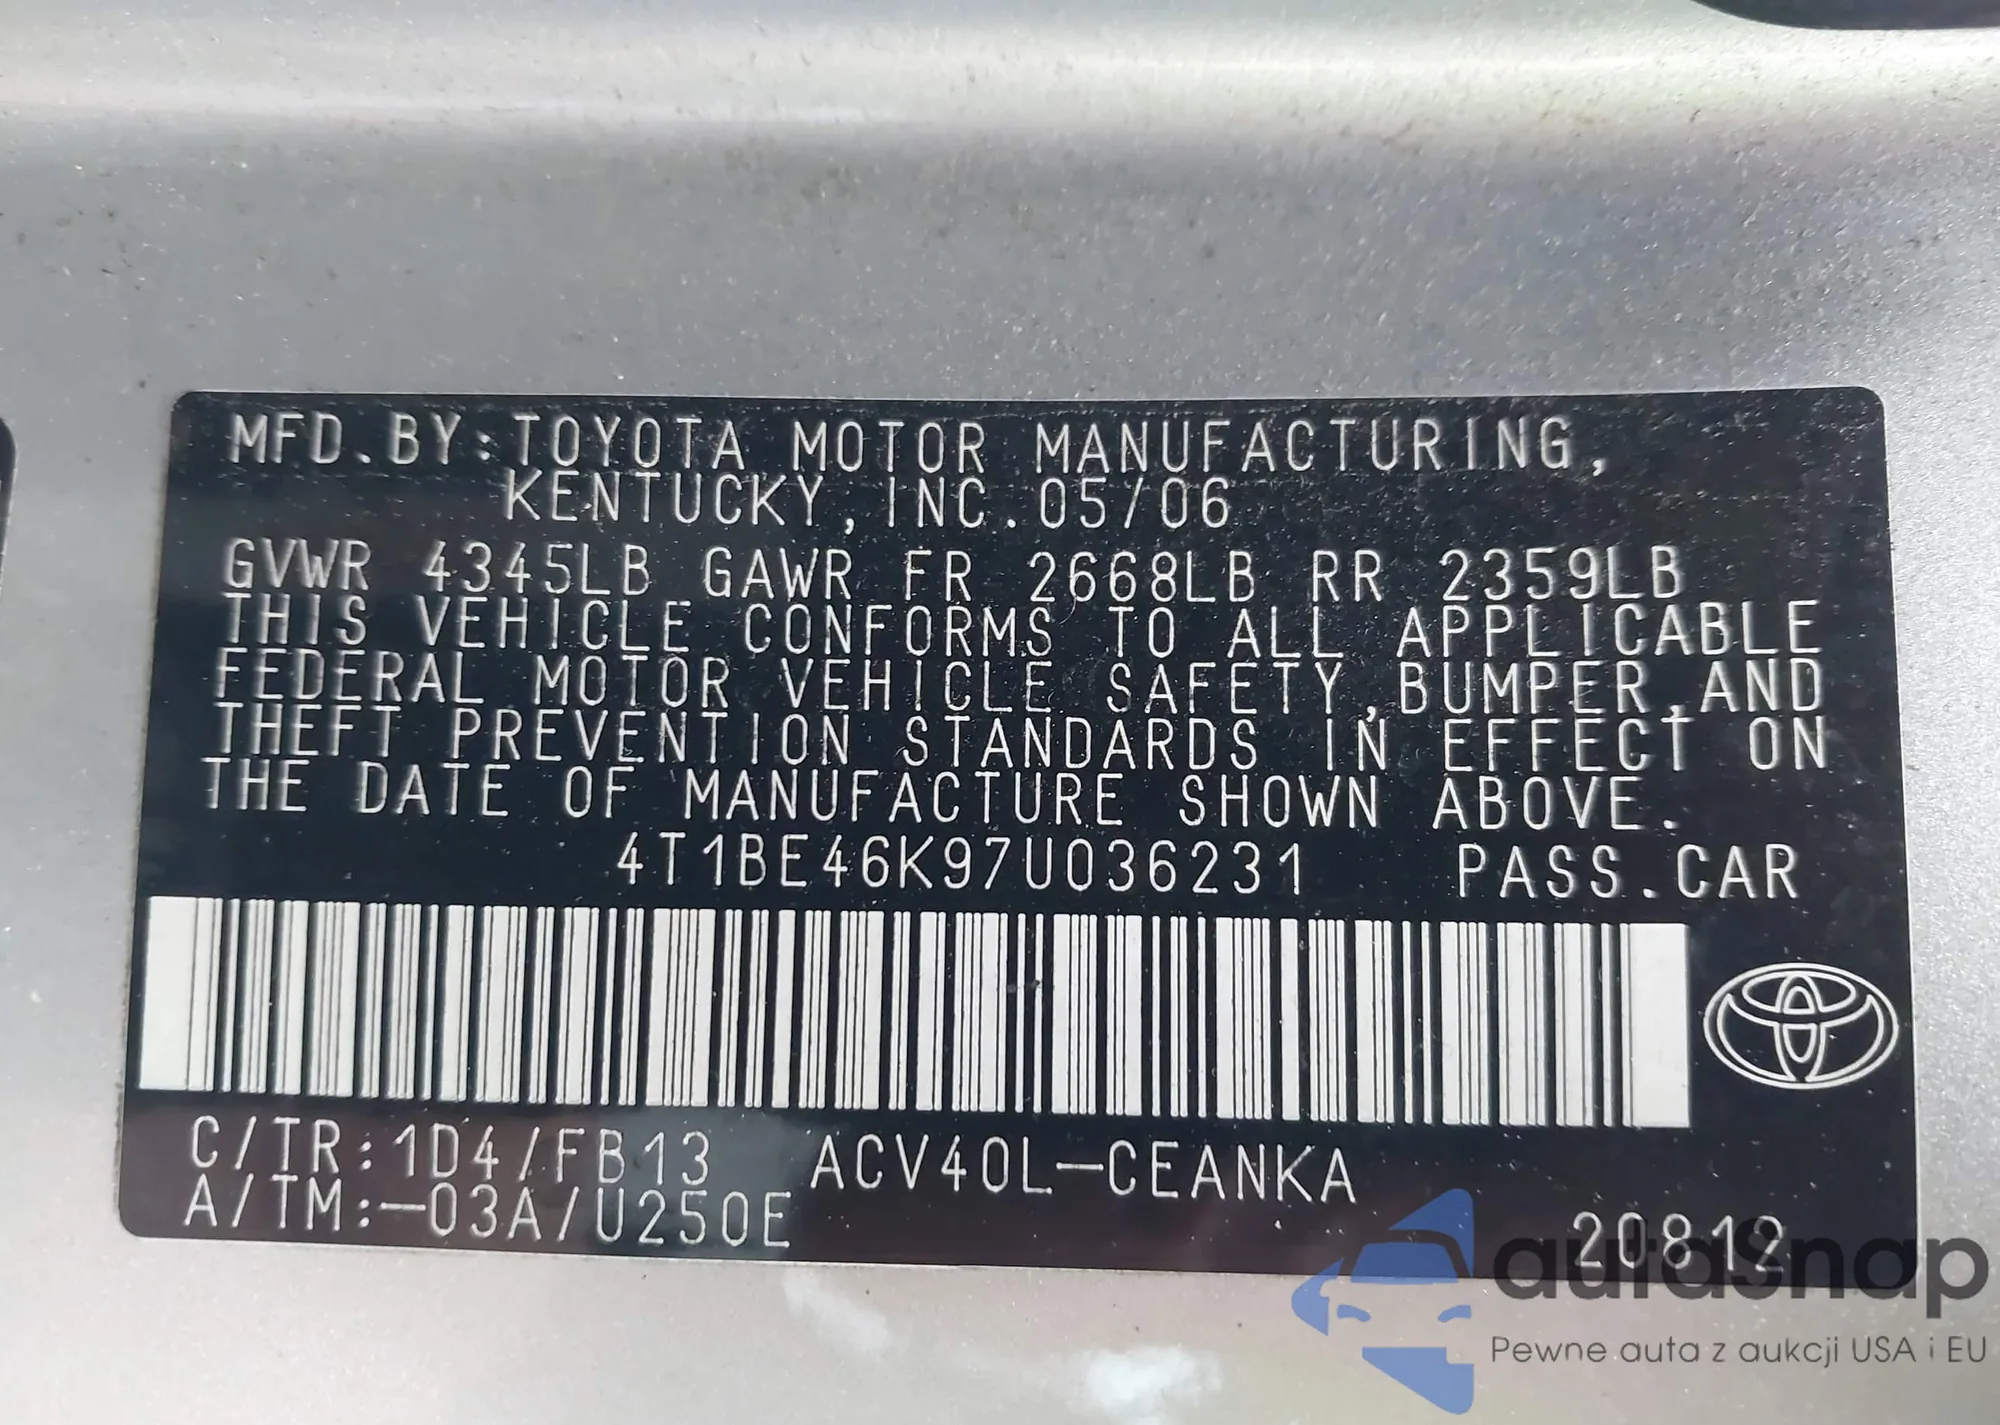 MFD. BY: TOYOTA MOTOR MANUFACTURING,
KENTUCKY, INC. 05/06
GVWR 4345LB GAWR FR 2668LB RR 2359LB
THIS VEHICLE CONFORMS TO ALL APPLICABLE
FEDERAL MOTOR VEHICLE SAFETY, BUMPER, AND
THEFT PREVENTION STANDARDS IN EFFECT ON
THE DATE OF MANUFACTURE SHOWN ABOVE.
4T1BE46K97U036231 PASS. CAR
C/TR: 1D4/FB13 ACV40L-CEANKA
A/TM:-03A/U250E
20812
autasnap
Pewne auta z aukcji USA i EU